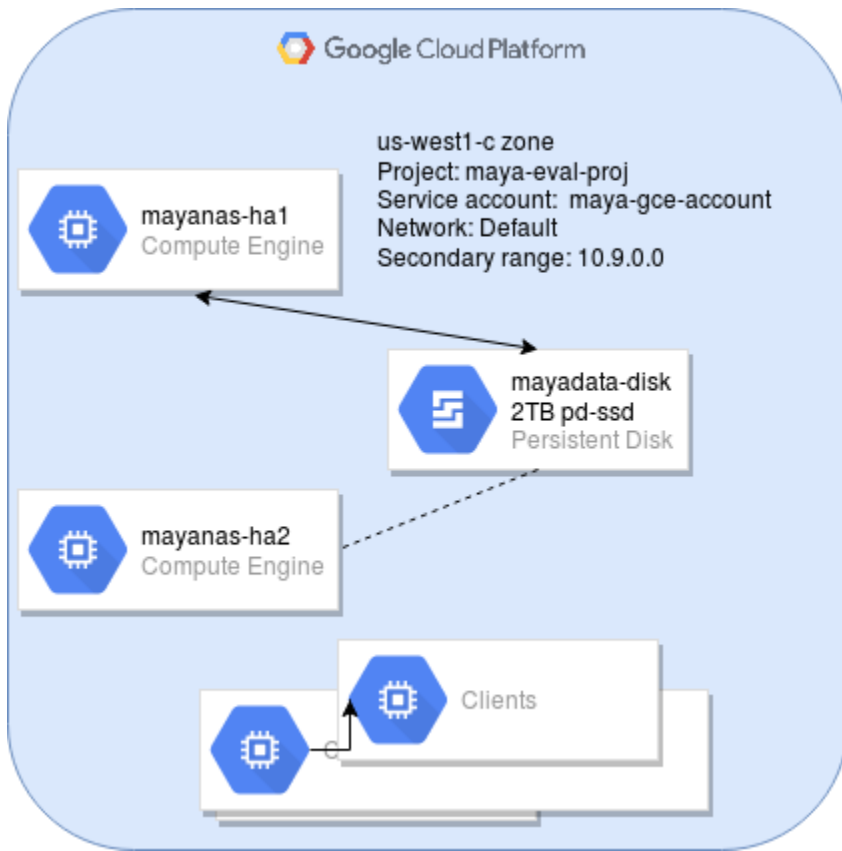 Google Cloud Platform
us-west1-c zone
Project: maya-eval-proj
Service account:  maya-gce-account
Network: Default
Secondary range: 10.9.0.0
mayanas-ha1
Compute Engine
mayadata-disk
2TB pd-ssd
Persistent Disk
mayanas-ha2
Compute Engine
Clients